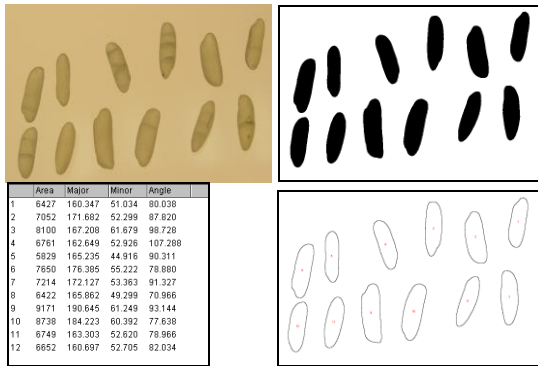 Area Major Minor Angle
1 6427 160.347 51.034 80.038
2 7052 171.682 52.299 87.820
3 8100 167.208 61.679 98.728
4 6761 162.649 52.926 107.288
5 5829 165.235 44.916 90.311
6 7650 176.385 55.222 78.880
7 7214 172.127 53.363 91.327
8 6422 165.862 49.299 70.966
9 9171 190.645 61.249 93.144
10 8738 184.223 60.392 77.638
11 6749 163.303 52.620 78.966
12 6652 160.697 52.705 82.034